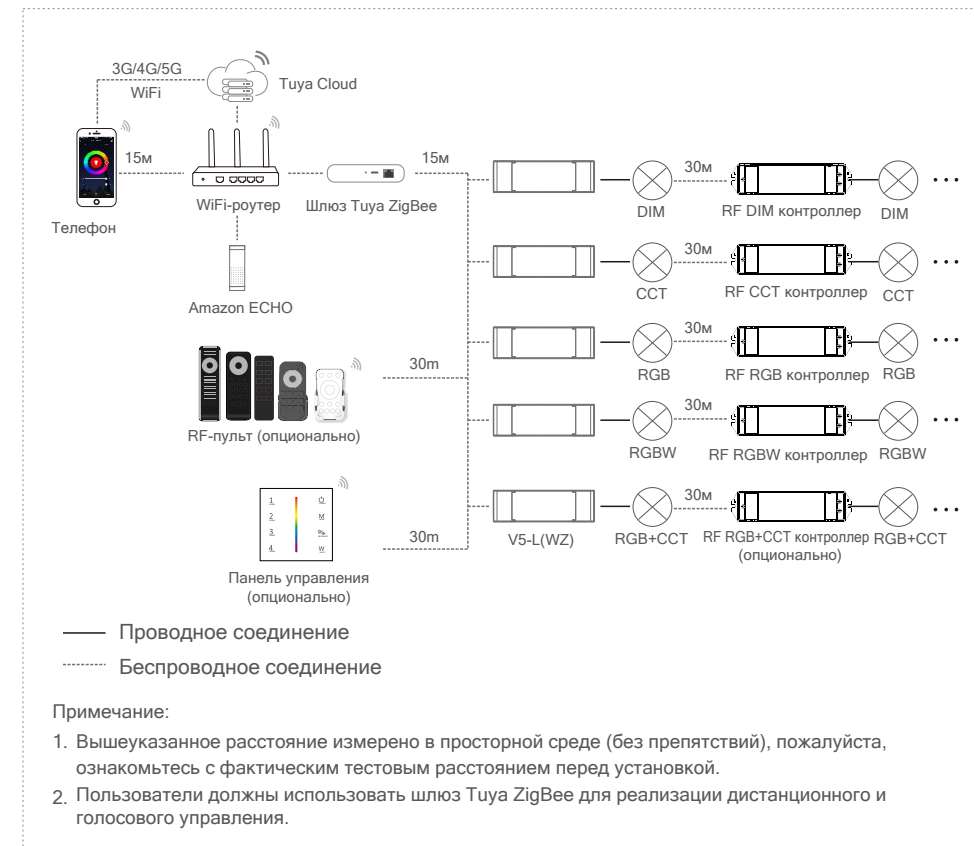 3G/4G/5G
WiFi
Tuya Cloud
15м
15м
WiFi-роутер
Шлюз Tuya ZigBee
Телефон
Amazon ECHO
30m
RF-пульт (опционально)
1
2 M
3 %
4 W
30m
Панель управления
(опционально)
30м
DIM
RF DIM контроллер
DIM
30м
CCT
RF CCT контроллер
CCT
30м
RGB
RF RGB контроллер
RGB
30м
RGBW
RF RGBW контроллер
RGBW
30м
V5-L(WZ)
RGB+CCT
RF RGB+CCT контроллер
(опционально)
RGB+CCT
Проводное соединение
Беспроводное соединение
Примечание:
1. Вышеуказанное расстояние измерено в просторной среде (без препятствий), пожалуйста,
ознакомьтесь с фактическим тестовым расстоянием перед установкой.
2. Пользователи должны использовать шлюз Tuya ZigBee для реализации дистанционного и
голосового управления.